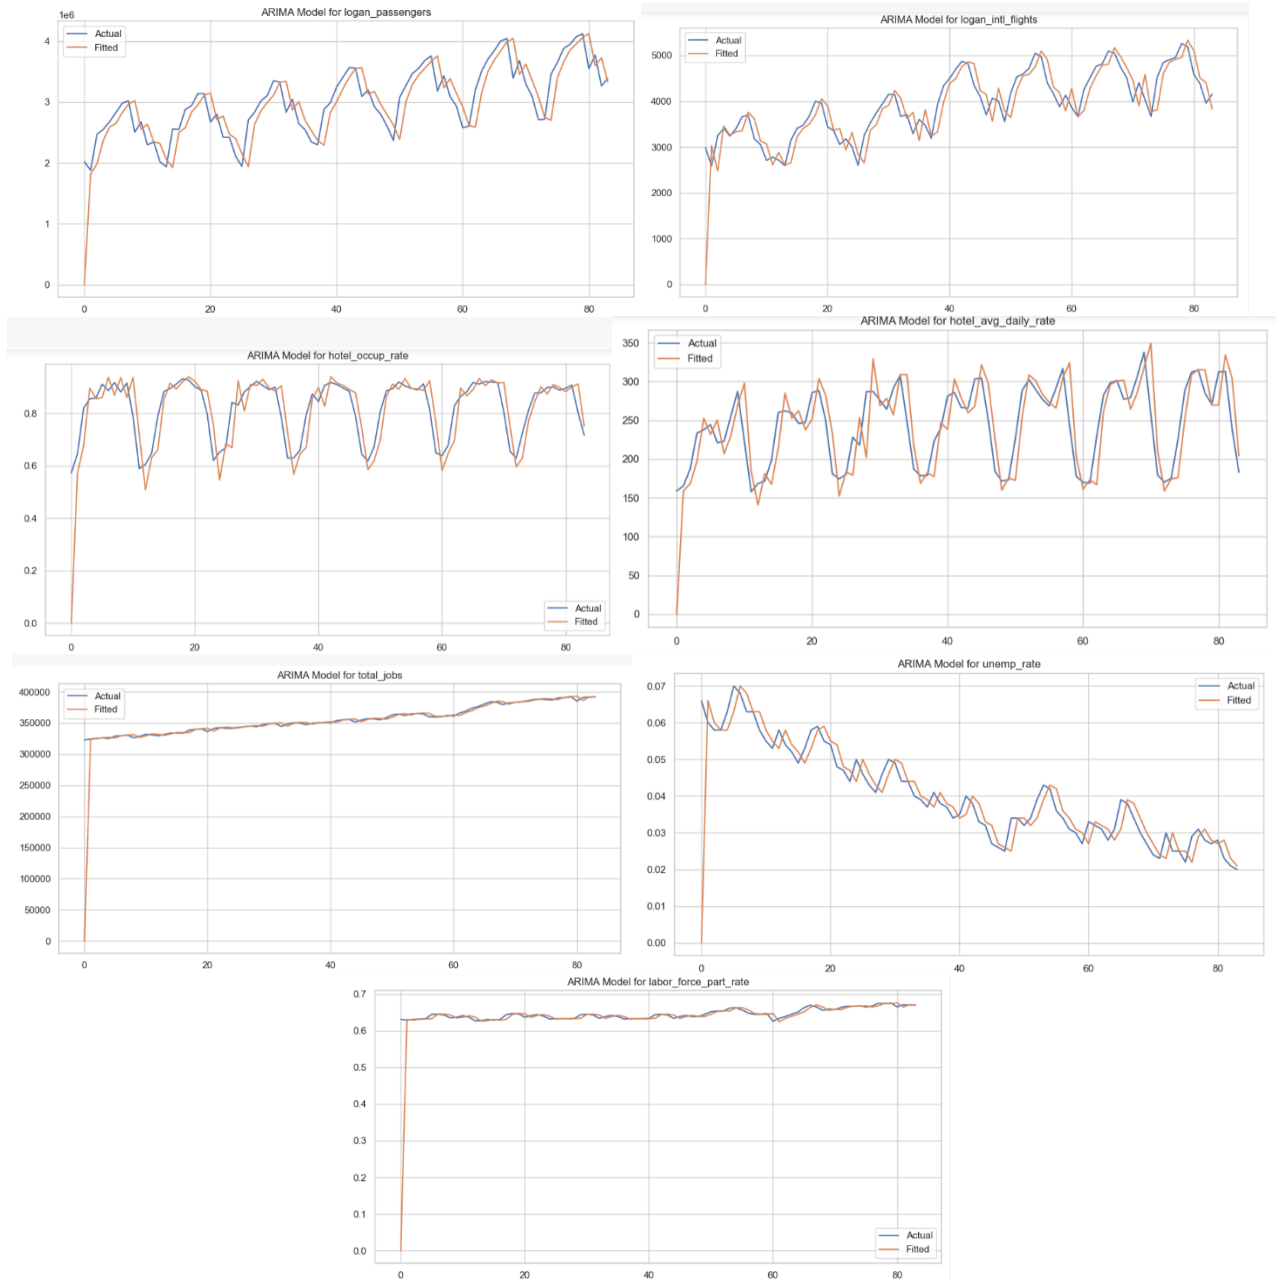 ARIMA Model for logan_passengers
1e6
Actual
Fitted
4
3
2
1
0
0 20 40 60 80
ARIMA Model for logan_intl_flights
Actual
Fitted
5000
4000
3000
2000
1000
0
0 20 40 60 80
ARIMA Model for hotel_occup_rate
0.8
0.6
0.4
0.2
0.0
Actual
Fitted
0 20 40 60 80
ARIMA Model for hotel_avg_daily_rate
Actual
Fitted
350
300
250
200
150
100
50
0
0 20 40 60 80
ARIMA Model for total_jobs
Actual
Fitted
400000
350000
300000
250000
200000
150000
100000
50000
0
0 20 40 60 80
ARIMA Model for unemp_rate
Actual
Fitted
0.07
0.06
0.05
0.04
0.03
0.02
0.01
0.00
0 20 40 60 80
ARIMA Model for labor_force_part_rate
0.7
0.6
0.5
0.4
0.3
0.2
0.1
0.0
Actual
Fitted
0 20 40 60 80